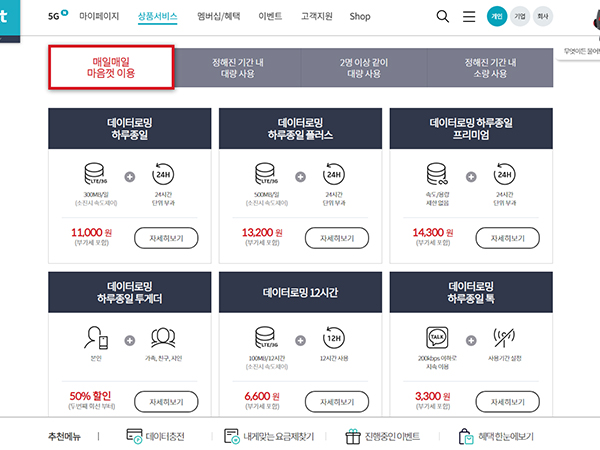 t
5G N 마이페이지 상품서비스 멤버십/혜택 이벤트 고객지원 Shop 개인 기업 회사
무엇이든 물어
매일매일
마음껏 이용
정해진 기간 내
대량 사용
2명 이상 같이
대량 사용
정해진 기간 내
소량 사용
데이터로밍
하루종일
LTE/3G
24H
300MB/일
(소진시 속도제어)
24시간
단위 부과
11,000 원
(부가세 포함)
자세히보기
데이터로밍
하루종일 플러스
LTE/3G
24H
500MB/일
(소진시 속도제어)
24시간
단위 부과
13,200 원
(부가세 포함)
자세히보기
데이터로밍 하루종일
프리미엄
24H
속도/용량
제한 없음
24시간
단위 부과
14,300 원
(부가세 포함)
자세히보기
데이터로밍
하루종일 투게더
본인
가족, 친구, 지인
50% 할인
(두번째 회선 부터)
자세히보기
데이터로밍 12시간
LTE/3G
12H
100MB/12시간
(소진시 속도제어)
12시간 사용
6,600 원
(부가세 포함)
자세히보기
데이터로밍
하루종일 톡
TALK
200kbps 이하로
지속 이용
사용기간 설정
3,300 원
(부가세 포함)
자세히보기
추천메뉴 | 데이터충전 내게 맞는 요금제찾기 진행중인 이벤트 혜택 한눈에보기